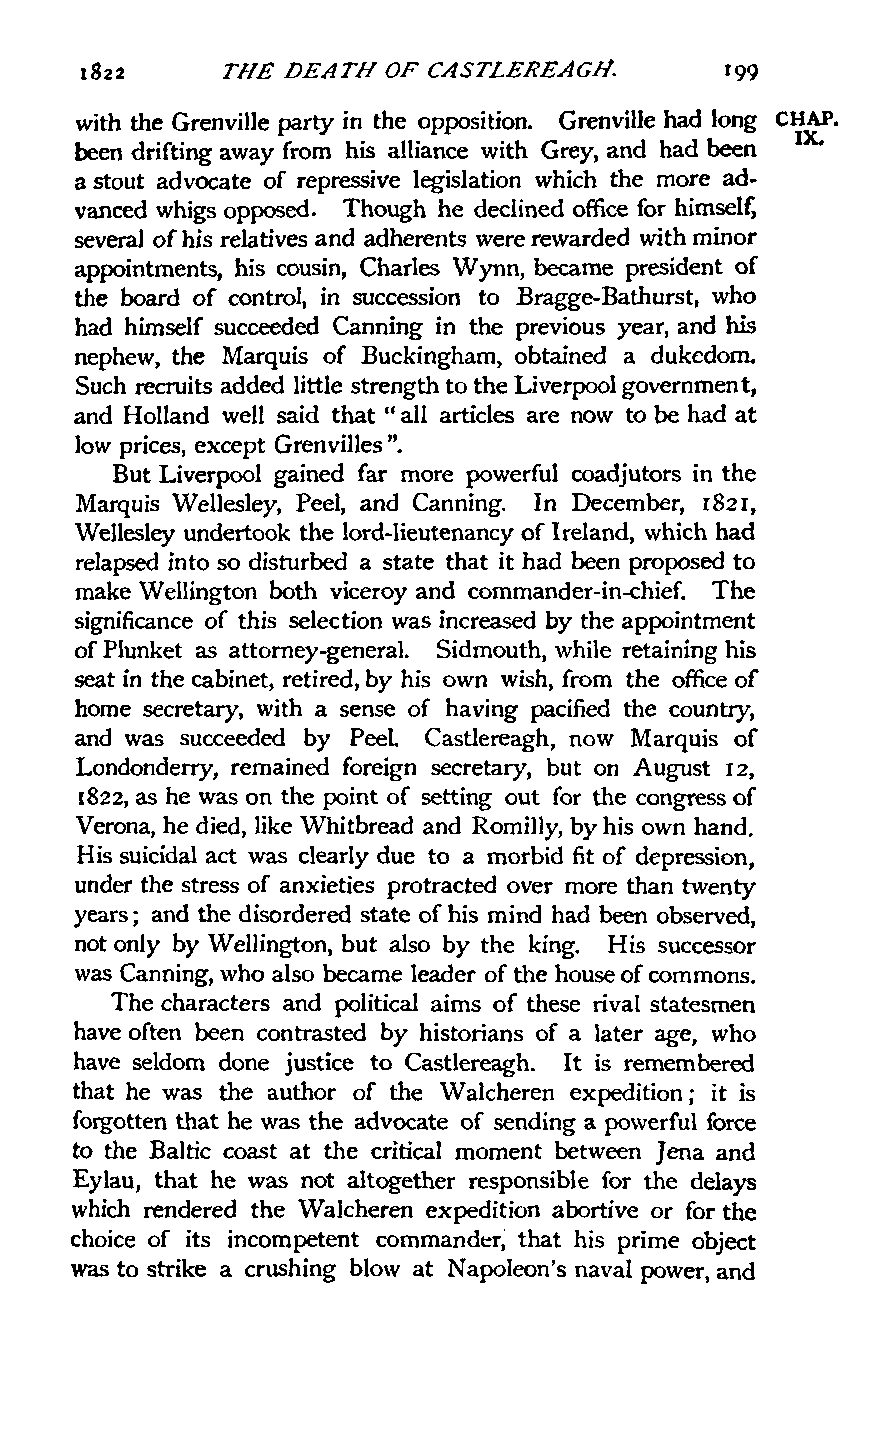 1822 THE DEATH OF CASTLEREAGH. 199
with the Grenville party in the opposition. Grenville had long CHAP.
been drifting away from his alliance with Grey, and had been IX.
a stout advocate of repressive legislation which the more ad-
vanced whigs opposed. Though he declined office for himself,
several of his relatives and adherents were rewarded with minor
appointments, his cousin, Charles Wynn, became president of
the board of control, in succession to Bragge-Bathurst, who
had himself succeeded Canning in the previous year, and his
nephew, the Marquis of Buckingham, obtained a dukedom.
Such recruits added little strength to the Liverpool government,
and Holland well said that "all articles are now to be had at
low prices, except Grenvilles".
But Liverpool gained far more powerful coadjutors in the
Marquis Wellesley, Peel, and Canning. In December, 1821,
Wellesley undertook the lord-lieutenancy of Ireland, which had
relapsed into so disturbed a state that it had been proposed to
make Wellington both viceroy and commander-in-chief. The
significance of this selection was increased by the appointment
of Plunket as attorney-general. Sidmouth, while retaining his
seat in the cabinet, retired, by his own wish, from the office of
home secretary, with a sense of having pacified the country,
and was succeeded by Peel. Castlereagh, now Marquis of
Londonderry, remained foreign secretary, but on August 12,
1822, as he was on the point of setting out for the congress of
Verona, he died, like Whitbread and Romilly, by his own hand.
His suicidal act was clearly due to a morbid fit of depression,
under the stress of anxieties protracted over more than twenty
years; and the disordered state of his mind had been observed,
not only by Wellington, but also by the king. His successor
was Canning, who also became leader of the house of commons.
The characters and political aims of these rival statesmen
have often been contrasted by historians of a later age, who
have seldom done justice to Castlereagh. It is remembered
that he was the author of the Walcheren expedition; it is
forgotten that he was the advocate of sending a powerful force
to the Baltic coast at the critical moment between Jena and
Eylau, that he was not altogether responsible for the delays
which rendered the Walcheren expedition abortive or for the
choice of its incompetent commander, that his prime object
was to strike a crushing blow at Napoleon's naval power, and